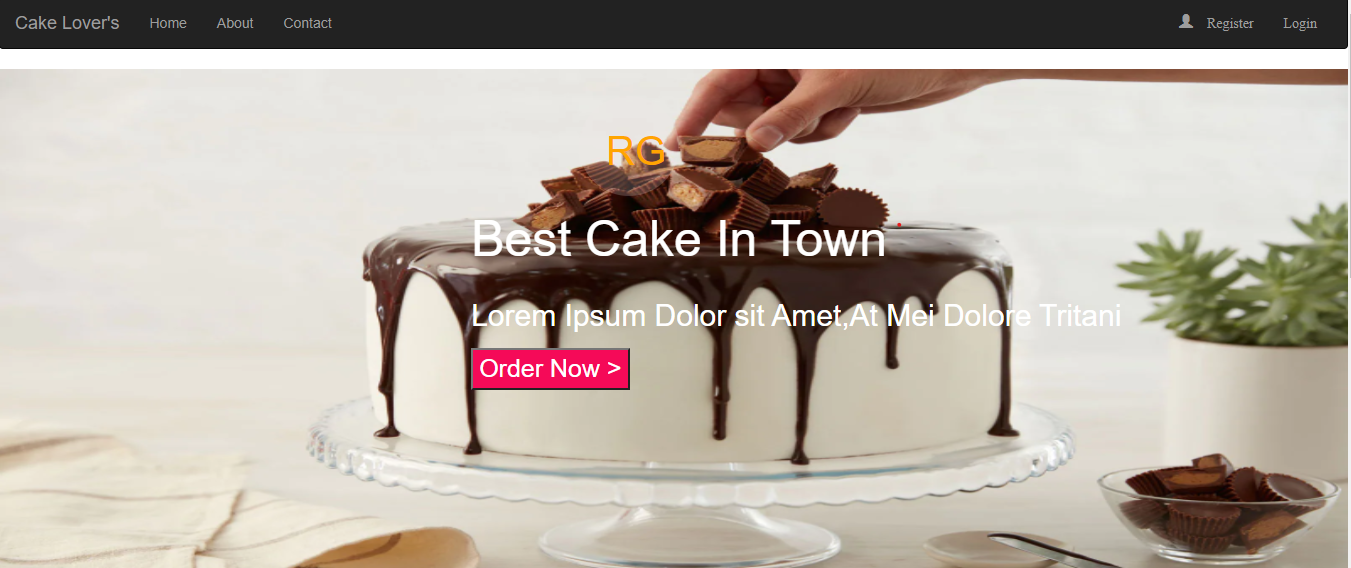 Cake Lover's Home About Contact Register Login
RG
Best Cake In Town
Lorem Ipsum Dolor sit Amet,At Mei Dolore Tritani
Order Now >